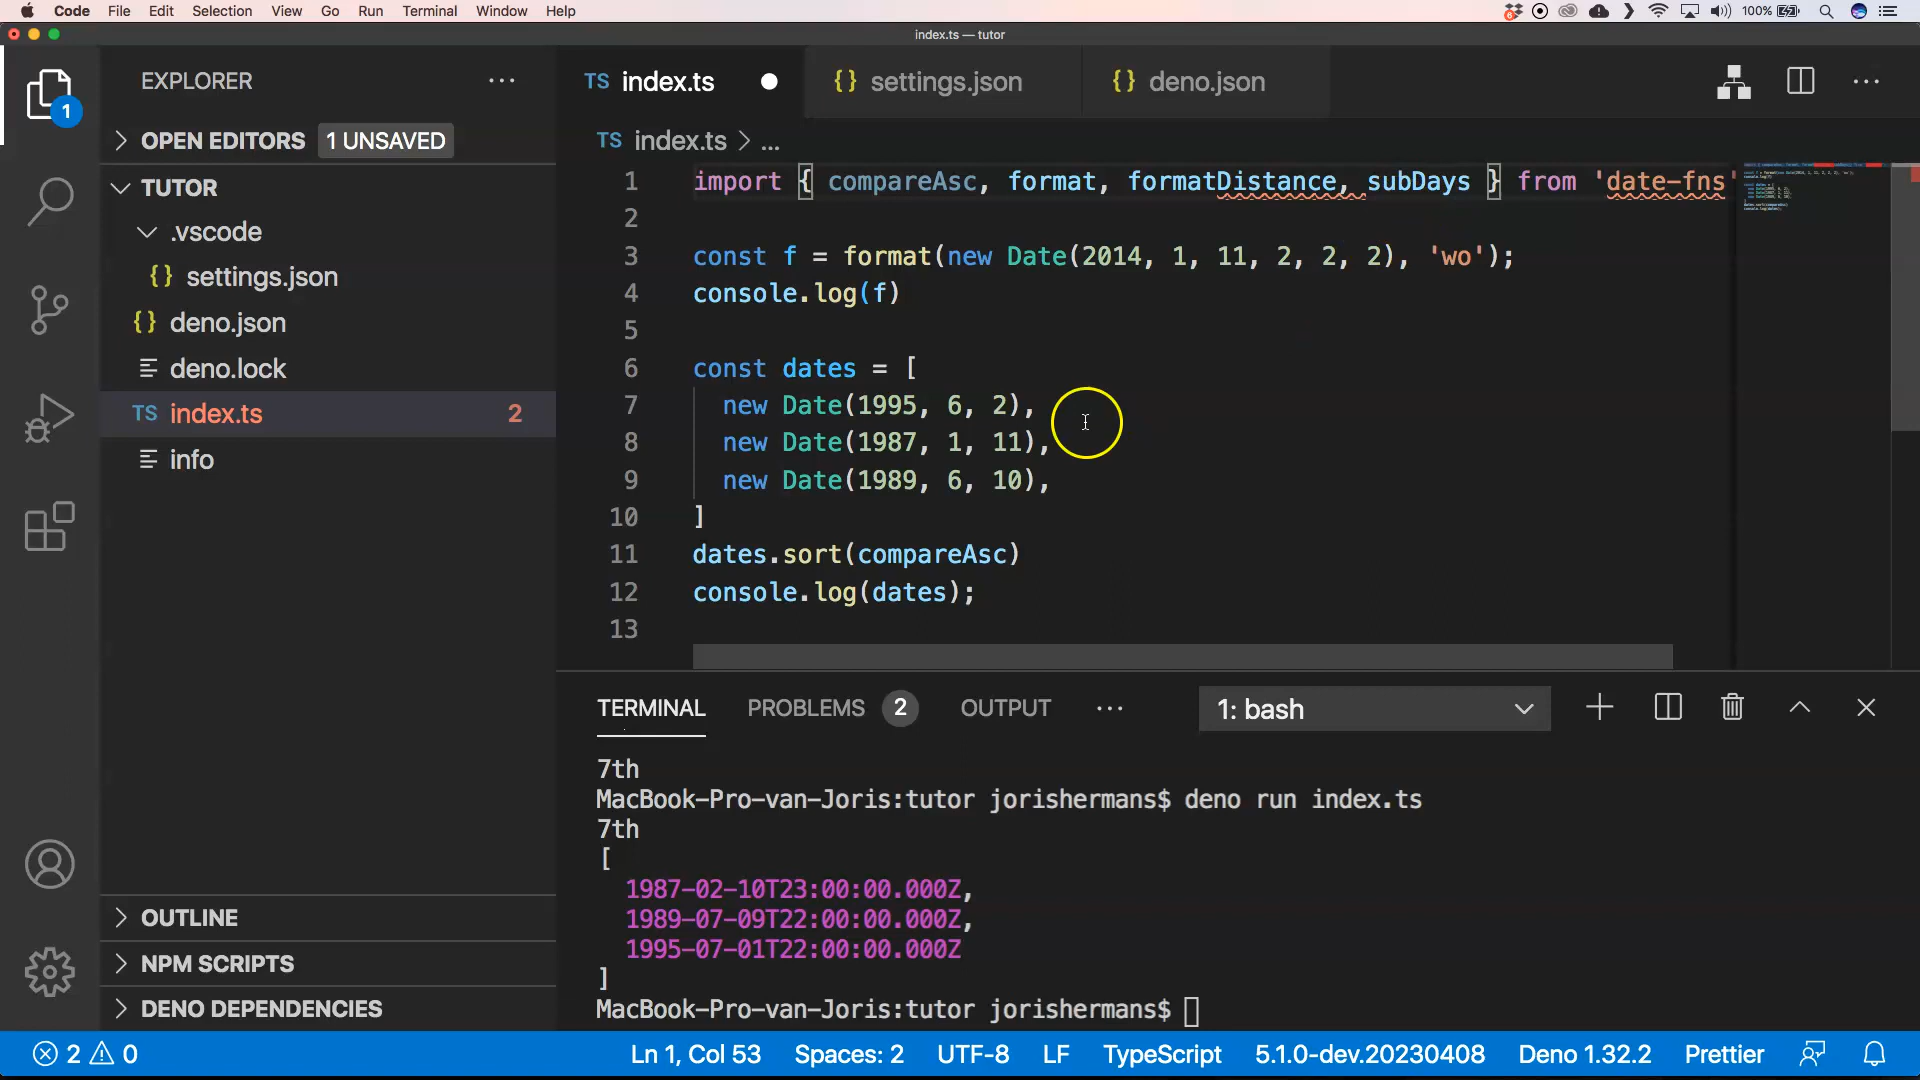 Code File Edit Selection View Go Run Terminal Window Help
6 100%
index.ts — tutor
EXPLORER
1
OPEN EDITORS 1 UNSAVED
TUTOR
.vscode
{} settings.json
{} deno.json
deno.lock
TS index.ts 2
info
OUTLINE
NPM SCRIPTS
DENO DEPENDENCIES
TS index.ts {} settings.json {} deno.json
TS index.ts > ...
1 import { compareAsc, format, formatDistance, subDays } from 'date-fns'
2
3 const f = format(new Date(2014, 1, 11, 2, 2, 2), 'wo');
4 console.log(f)
5
6 const dates = [
7 new Date(1995, 6, 2),
8 new Date(1987, 1, 11),
9 new Date(1989, 6, 10),
10 ]
11 dates.sort(compareAsc)
12 console.log(dates);
13
TERMINAL PROBLEMS 2 OUTPUT ... 1: bash
7th
MacBook-Pro-van-Joris:tutor jorishermans$ deno run index.ts
7th
[
1987-02-10T23:00:00.000Z,
1989-07-09T22:00:00.000Z,
1995-07-01T22:00:00.000Z
]
MacBook-Pro-van-Joris:tutor jorishermans$
2 0 Ln 1, Col 53 Spaces: 2 UTF-8 LF TypeScript 5.1.0-dev.20230408 Deno 1.32.2 Prettier